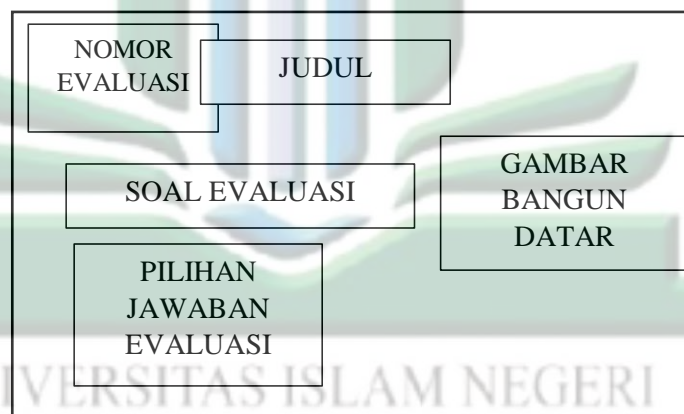 NOMOR
EVALUASI
JUDUL
SOAL EVALUASI
GAMBAR
BANGUN
DATAR
PILIHAN
JAWABAN
EVALUASI
IVERSITAS ISLAM NEGERI